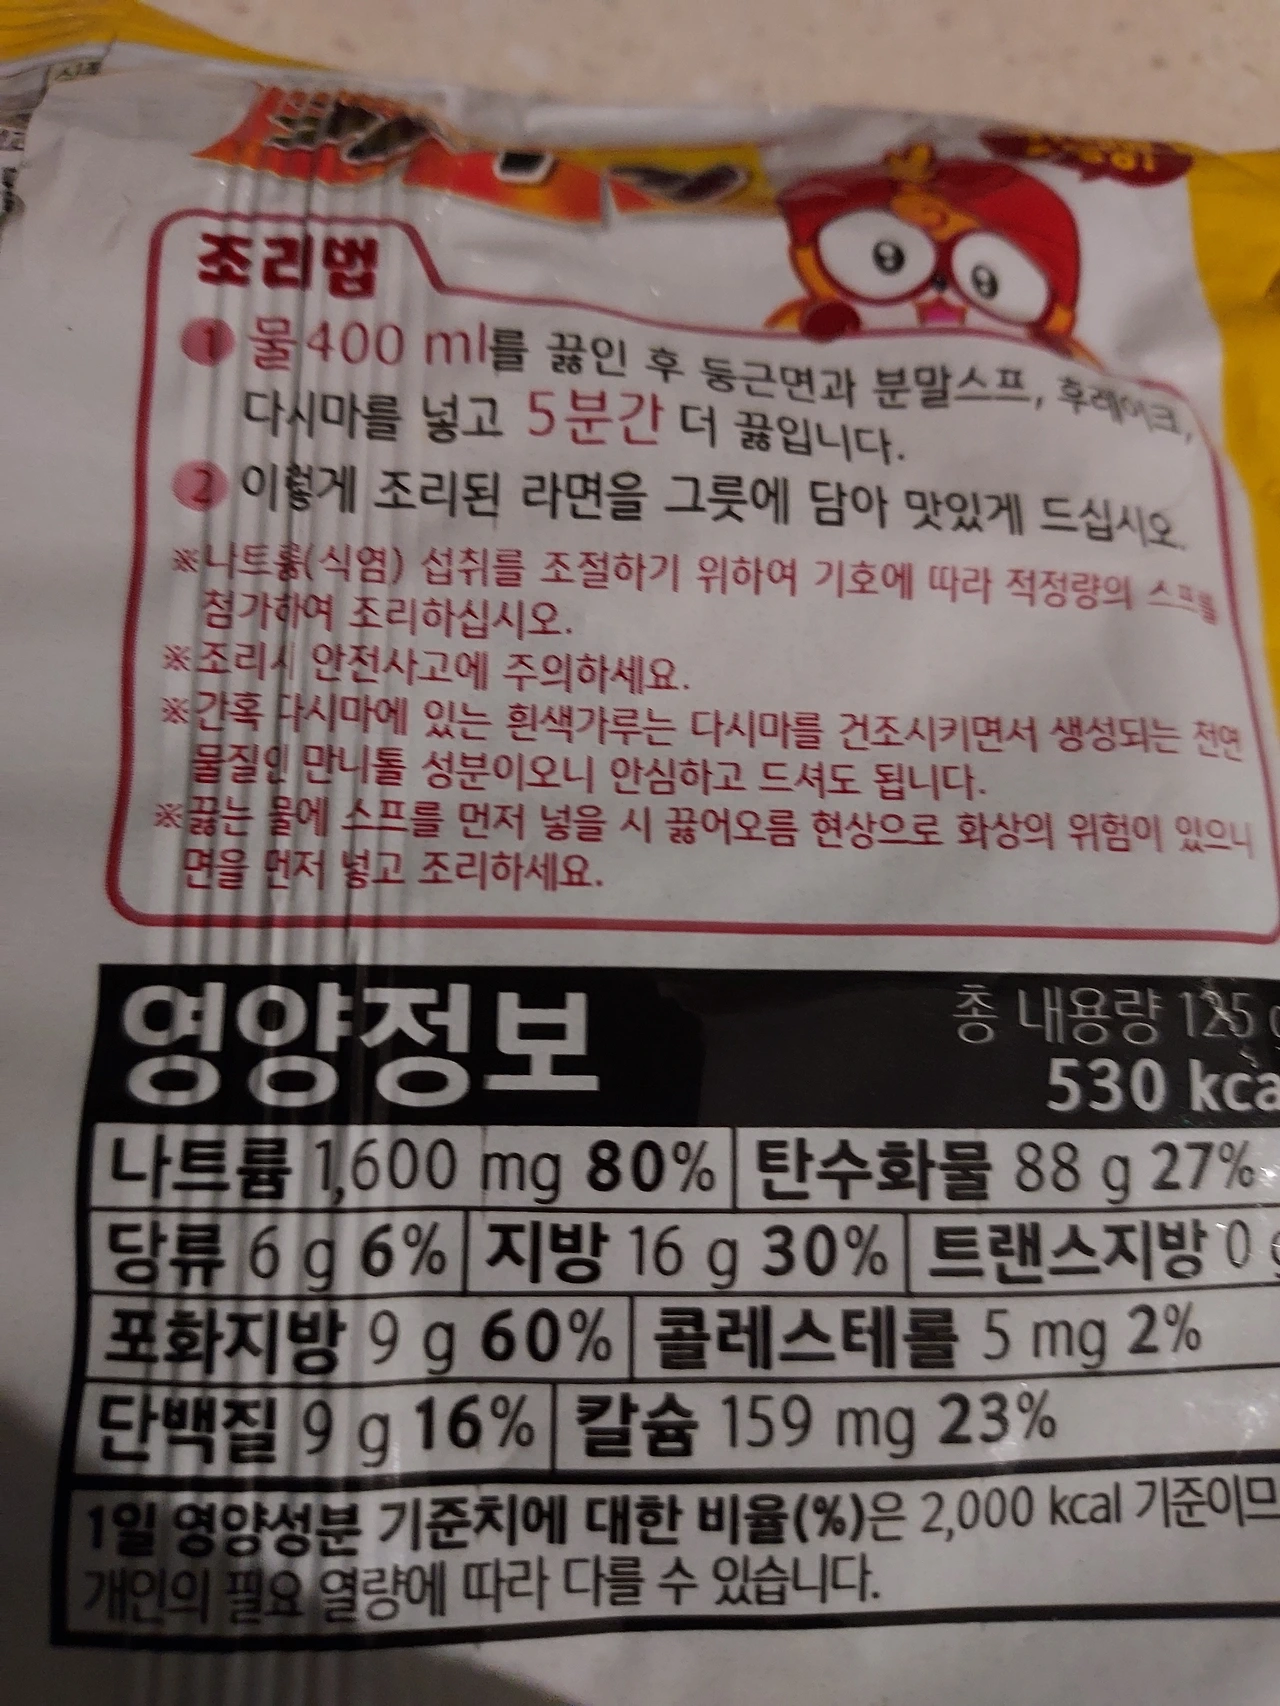 조리법
1 물 400 ml를 끓인 후 둥근면과 분말스프, 후레이크,
다시마를 넣고 5분간 더 끓입니다.
2 이렇게 조리된 라면을 그릇에 담아 맛있게 드십시오.
※나트륨(식염) 섭취를 조절하기 위하여 기호에 따라 적정량의 스프를
첨가하여 조리하십시오.
※조리시 안전사고에 주의하세요.
※간혹 다시마에 있는 흰색가루는 다시마를 건조시키면서 생성되는 천연
물질인 만니톨 성분이오니 안심하고 드셔도 됩니다.
※끓는 물에 스프를 먼저 넣을 시 끓어오름 현상으로 화상의 위험이 있으니
면을 먼저 넣고 조리하세요.
영양정보
총 내용량 125 g
530 kca
나트륨 1,600 mg 80% 탄수화물 88 g 27%
당류 6 g 6% 지방 16 g 30% 트랜스지방 0 g
포화지방 9 g 60% 콜레스테롤 5 mg 2%
단백질 9 g 16% 칼슘 159 mg 23%
1일 영양성분 기준치에 대한 비율(%)은 2,000 kcal 기준이므
개인의 필요 열량에 따라 다를 수 있습니다.